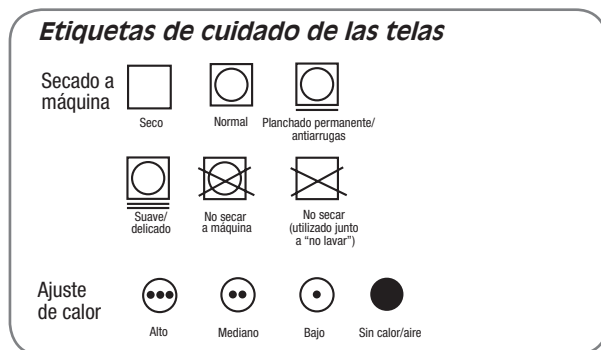 Etiquetas de cuidado de las telas
Secado a
máquina
Seco
Normal
Planchado permanente/
antiarrugas
Suave/
delicado
No secar
a máquina
No secar
(utilizado junto
a “no lavar”)
Ajuste
de calor
Alto
Mediano
Bajo
Sin calor/aire